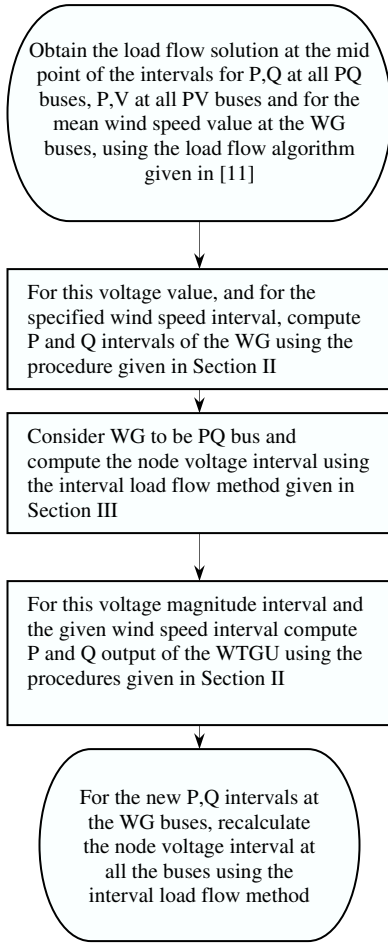 Obtain the load flow solution at the mid
point of the intervals for P,Q at all PQ
buses, P,V at all PV buses and for the
mean wind speed value at the WG
buses, using the load flow algorithm
given in [11]
For this voltage value, and for the
specified wind speed interval, compute
P and Q intervals of the WG using the
procedure given in Section II
Consider WG to be PQ bus and
compute the node voltage interval using
the interval load flow method given in
Section III
For this voltage magnitude interval and
the given wind speed interval compute
P and Q output of the WTGU using the
procedures given in Section II
For the new P,Q intervals at
the WG buses, recalculate
the node voltage interval at
all the buses using the
interval load flow method